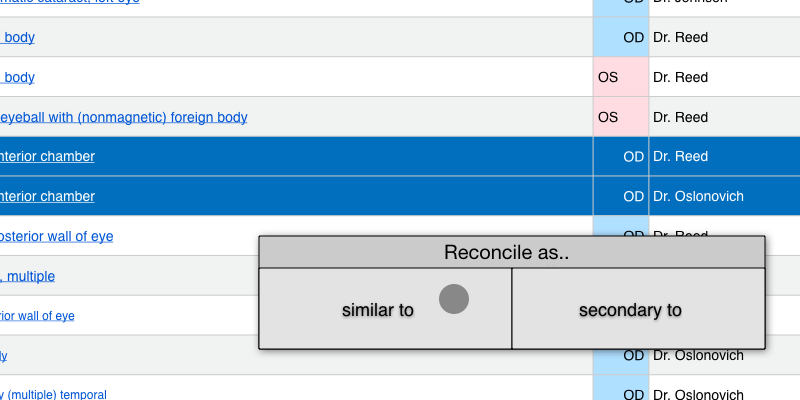 matic cataract, left eye OD Dr. Johnson
body OD Dr. Reed
body OS Dr. Reed
eyeball with (nonmagnetic) foreign body OS Dr. Reed
nterior chamber OD Dr. Reed
nterior chamber OD Dr. Oslonovich
osterior wall of eye OD Dr. Reed
Reconcile as..
, multiple
similar to secondary to
rior wall of eye
dy OD Dr. Oslonovich
y (multiple) temporal OD Dr. Oslonovich